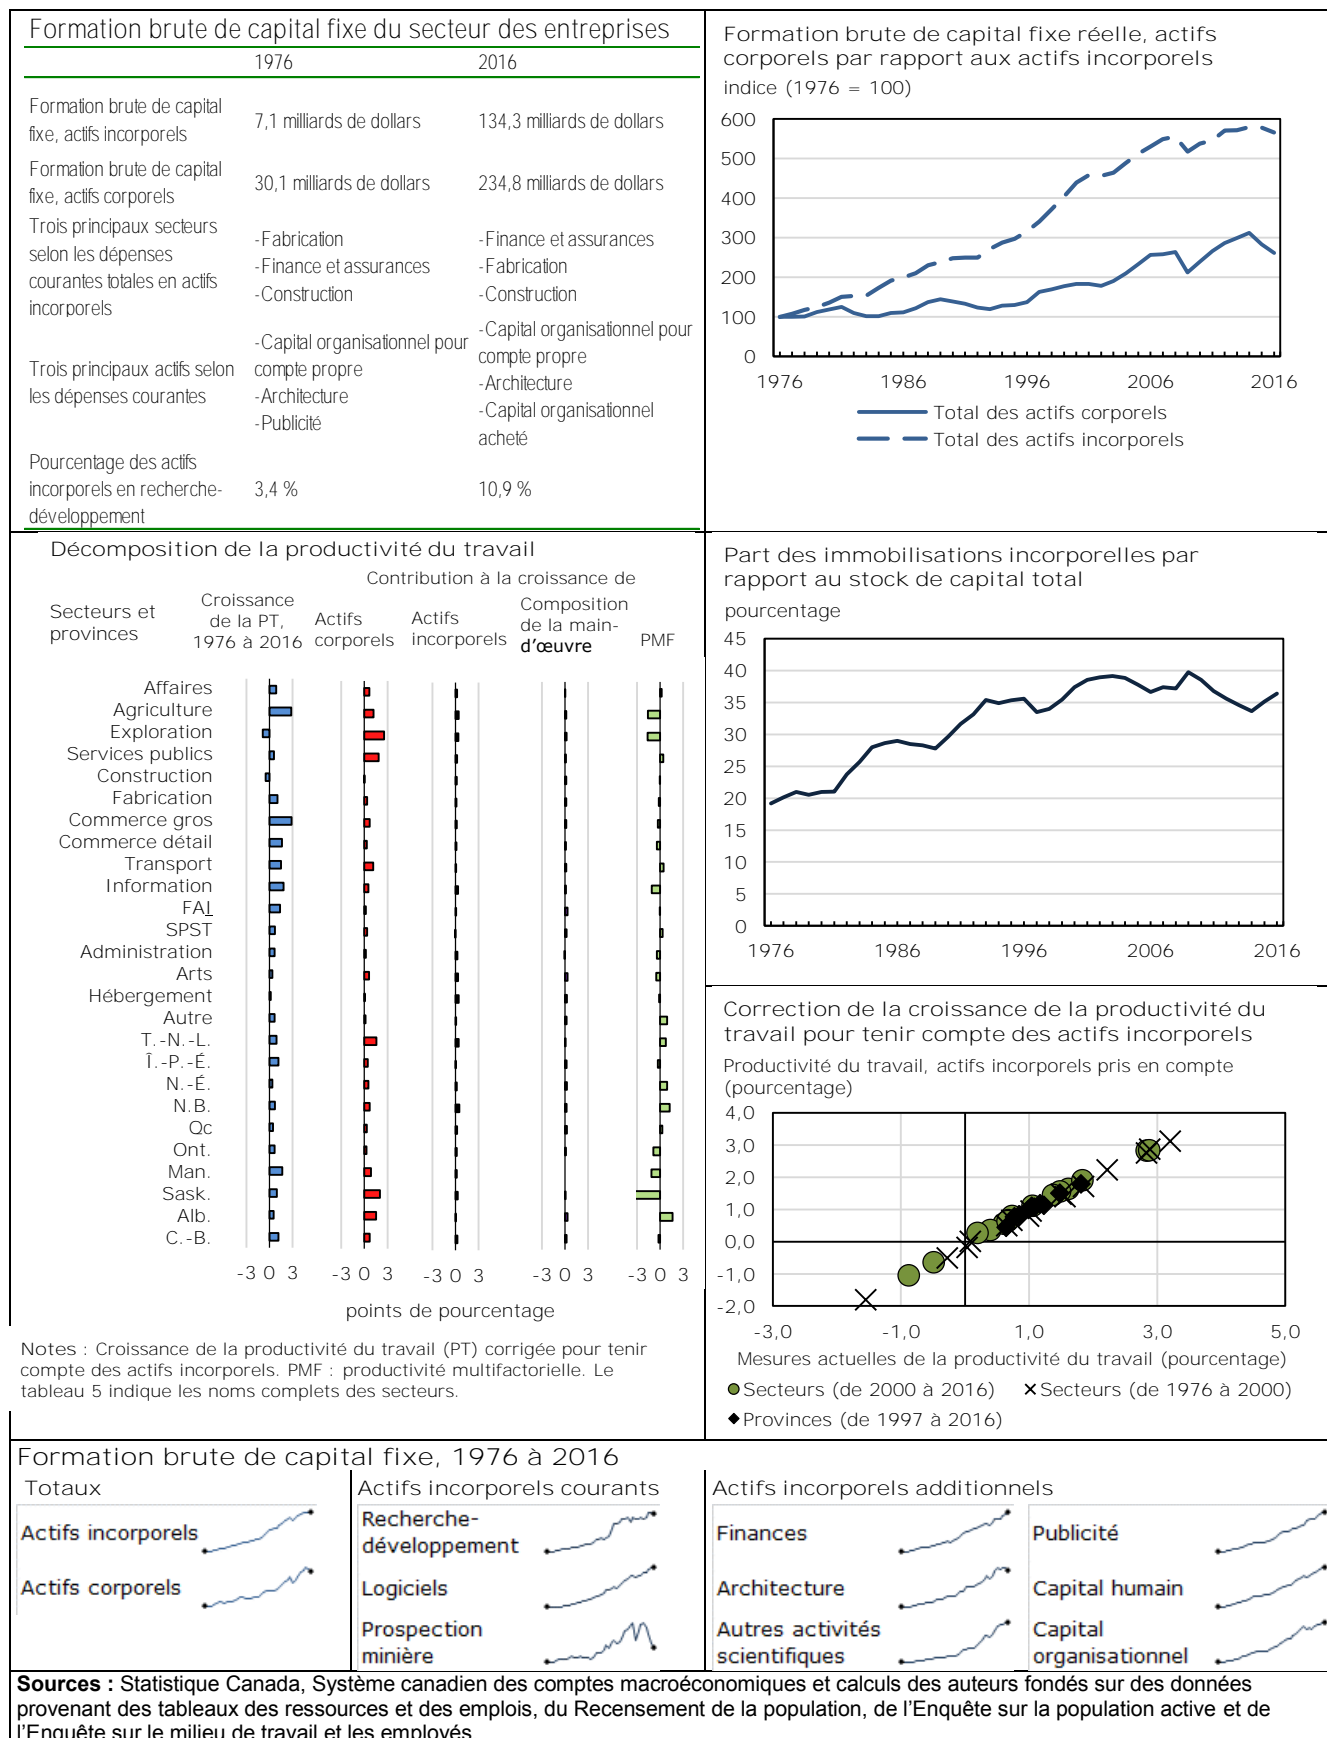 Formation brute de capital fixe du secteur des entreprises
1976 2016
Formation brute de capital
fixe, actifs incorporels
7,1 milliards de dollars 134,3 milliards de dollars
Formation brute de capital
fixe, actifs corporels
30,1 milliards de dollars 234,8 milliards de dollars
Trois principaux secteurs
selon les dépenses
courantes totales en actifs
incorporels
-Fabrication
-Finance et assurances
-Construction
-Finance et assurances
-Fabrication
-Construction
Trois principaux actifs selon
les dépenses courantes
-Capital organisationnel pour
compte propre
-Architecture
-Publicité
-Capital organisationnel pour
compte propre
-Architecture
-Capital organisationnel
acheté
Pourcentage des actifs
incorporels en recherche-
développement
3,4 % 10,9 %
Formation brute de capital fixe réelle, actifs
corporels par rapport aux actifs incorporels
indice (1976 = 100)
600
500
400
300
200
100
0
1976 1986 1996 2006 2016
Total des actifs corporels
Total des actifs incorporels
Décomposition de la productivité du travail
Contribution à la croissance de
Secteurs et
provinces
Croissance
de la PT,
1976 à 2016
Actifs
corporels
Actifs
incorporels
Composition
de la main-
d'œuvre
PMF
Affaires
Agriculture
Exploration
Services publics
Construction
Fabrication
Commerce gros
Commerce détail
Transport
Information
FAI
SPST
Administration
Arts
Hébergement
Autre
T.-N.-L.
Î.-P.-É.
N.-É.
N.B.
Qc
Ont.
Man.
Sask.
Alb.
C.-B.
-3 0 3 -3 0 3 -3 0 3 -3 0 3 -3 0 3
points de pourcentage
Notes : Croissance de la productivité du travail (PT) corrigée pour tenir
compte des actifs incorporels. PMF : productivité multifactorielle. Le
tableau 5 indique les noms complets des secteurs.
Part des immobilisations incorporelles par
rapport au stock de capital total
pourcentage
45
40
35
30
25
20
15
10
5
0
1976 1986 1996 2006 2016
Correction de la croissance de la productivité du
travail pour tenir compte des actifs incorporels
Productivité du travail, actifs incorporels pris en compte
(pourcentage)
4,0
3,0
2,0
1,0
0,0
-1,0
-2,0
-3,0 -1,0 1,0 3,0 5,0
Mesures actuelles de la productivité du travail (pourcentage)
Secteurs (de 2000 à 2016) Secteurs (de 1976 à 2000)
Provinces (de 1997 à 2016)
Formation brute de capital fixe, 1976 à 2016
Totaux
Actifs incorporels
Actifs corporels
Actifs incorporels courants
Recherche-
développement
Logiciels
Prospection
minière
Actifs incorporels additionnels
Finances
Architecture
Autres activités
scientifiques
Publicité
Capital humain
Capital
organisationnel
Sources : Statistique Canada, Système canadien des comptes macroéconomiques et calculs des auteurs fondés sur des données
provenant des tableaux des ressources et des emplois, du Recensement de la population, de l'Enquête sur la population active et de
l'Enquête sur le milieu de travail et les employés